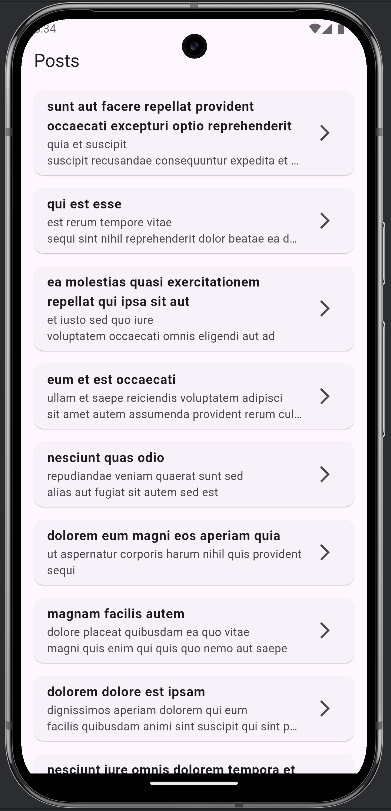 Posts
sunt aut facere repellat provident
occaecati excepturi optio reprehenderit
quia et suscipit
suscipit recusandae consequuntur expedita et ...
qui est esse
est rerum tempore vitae
sequi sint nihil reprehenderit dolor beatae ea d...
ea molestias quasi exercitationem
repellat qui ipsa sit aut
et iusto sed quo iure
voluptatem occaecati omnis eligendi aut ad
eum et est occaecati
ullam et saepe reiciendis voluptatem adipisci
sit amet autem assumenda provident rerum cul...
nesciunt quas odio
repudiandae veniam quaerat sunt sed
alias aut fugiat sit autem sed est
dolorem eum magni eos aperiam quia
ut aspernatur corporis harum nihil quis provident
sequi
magnam facilis autem
dolore placeat quibusdam ea quo vitae
magni quis enim qui quis quo nemo aut saepe
dolorem dolore est ipsam
dignissimos aperiam dolorem qui eum
facilis quibusdam animi sint suscipit qui sint p...
nesciunt iure omnis dolorem tempora et